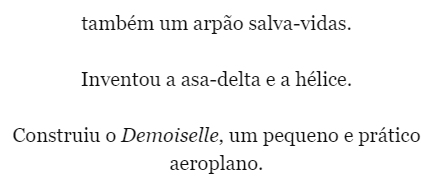 também um arpão salva-vidas.
Inventou a asa-delta e a hélice.
Construiu o Demoiselle, um pequeno e prático
aeroplano.